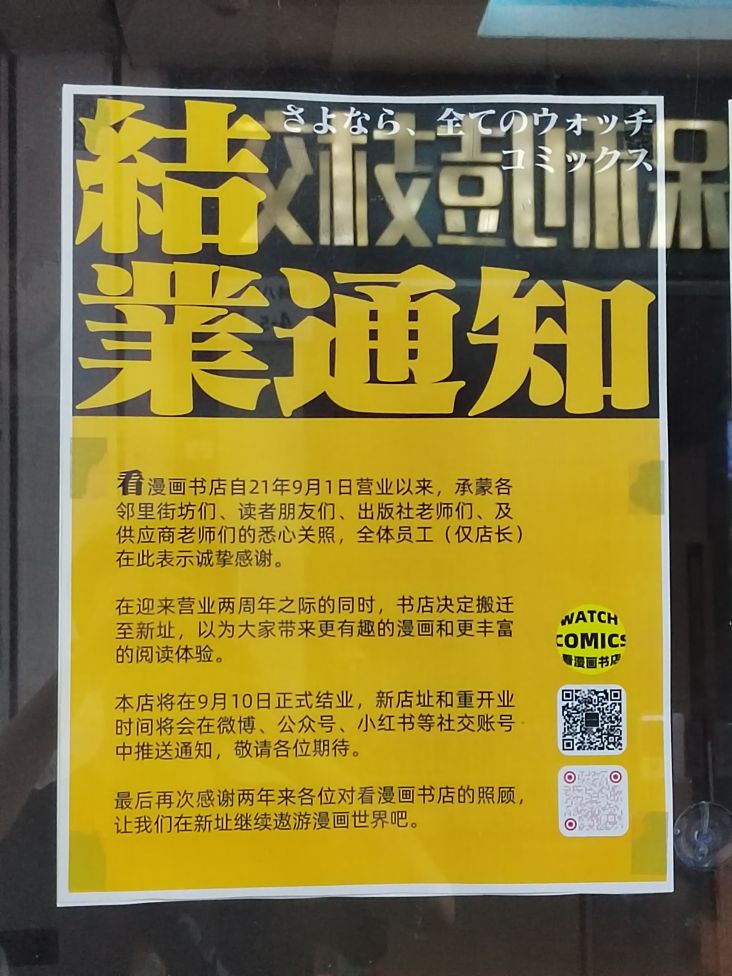 さよなら、全てのウォッチ
コミックス
結
業通知
看漫画书店自21年9月1日营业以来，承蒙各
邻里街坊们、读者朋友们、出版社老师们、及
供应商老师们的悉心关照，全体员工（仅店长）
在此表示诚挚感谢。
在迎来营业两周年之际的同时，书店决定搬迁
至新址，以为大家带来更有趣的漫画和更丰富
的阅读体验。
本店将在9月10日正式结业，新店址和重开业
时间将会在微博、公众号、小红书等社交账号
中推送通知，敬请各位期待。
最后再次感谢两年来各位对看漫画书店的照顾，
让我们在新址继续遨游漫画世界吧。
WATCH
COMICS
看漫画书店